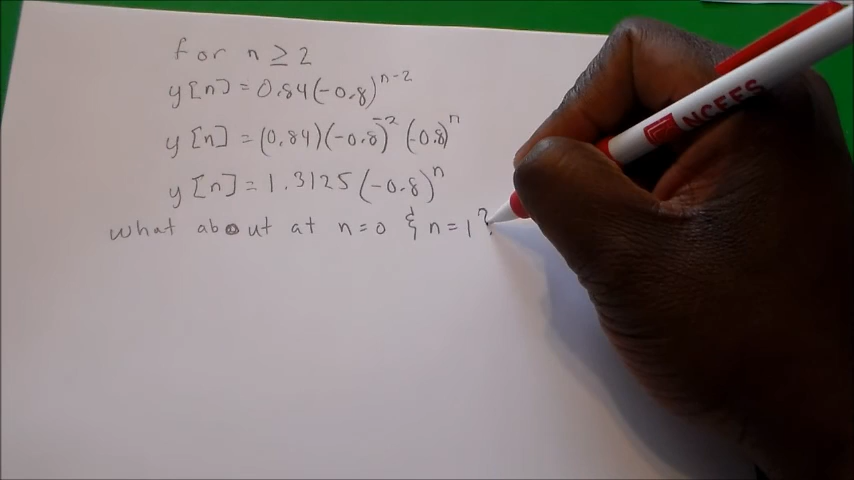 for n ≥ 2
y[n] = 0.84(-0.8)^{n-2}
y[n] = (0.84)(-0.8)^{-2} (-0.8)^{n}
y[n] = 1.3125(-0.8)^{n}
what about at n=0 & n=1?
NCEES